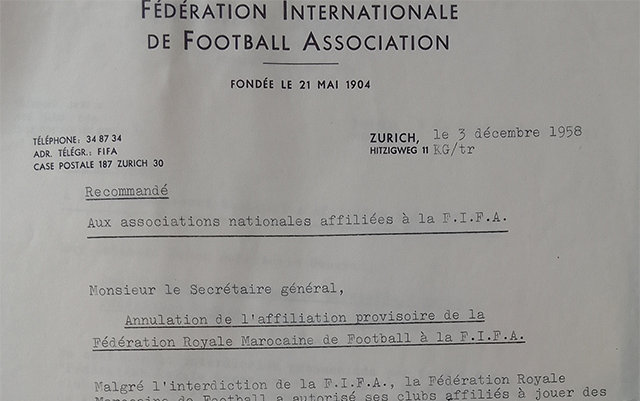 FÉDÉRATION INTERNATIONALE
DE FOOTBALL ASSOCIATION
FONDÉE LE 21 MAI 1904
TÉLÉPHONE: 34 87 34
ADR. TÉLÉGR.: FIFA
CASE POSTALE 187 ZURICH 30
ZURICH, le 3 décembre 1958
HITZIGWEG 11 KG/tr
Recommandé
Aux associations nationales affiliées à la F.I.F.A.
Monsieur le Secrétaire général,
Annulation de l'affiliation provisoire de la
Fédération Royale Marocaine de Football à la F.I.F.A.
Malgré l'interdiction de la F.I.F.A., la Fédération Royale
Marocaine de Football a autorisé ses clubs affiliés à jouer des